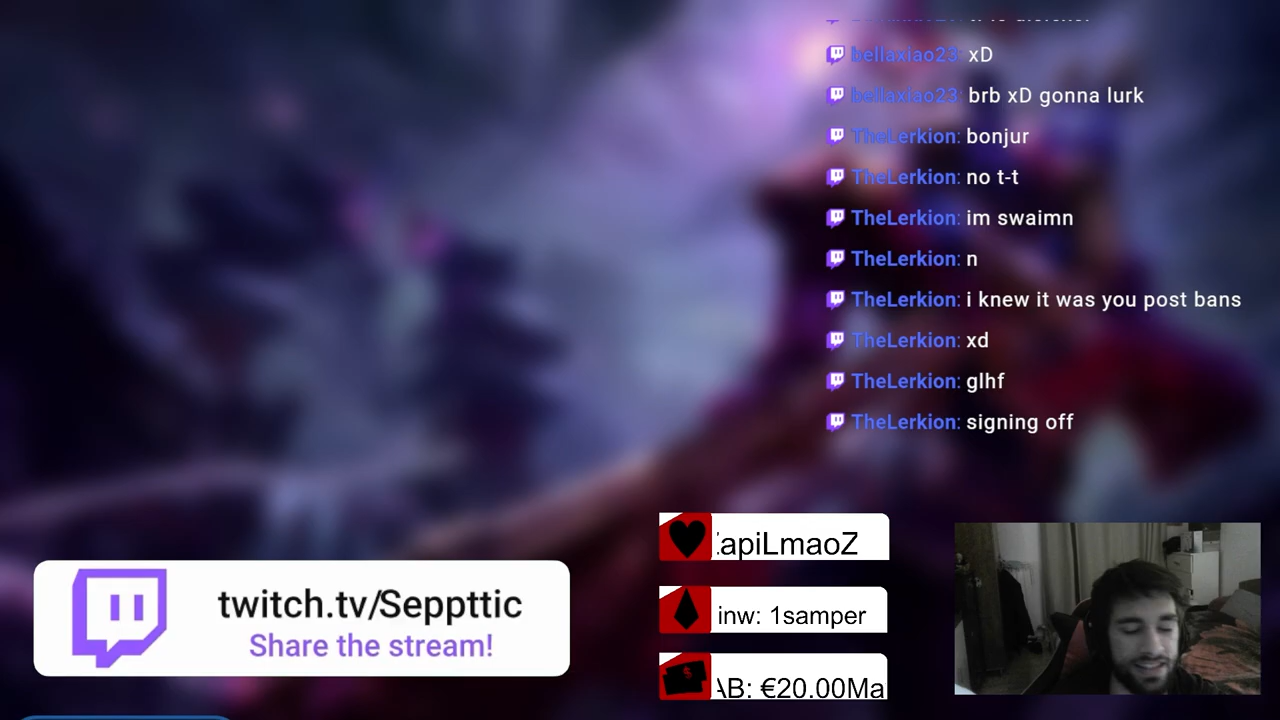 bellaxiao23: xD
bellaxiao23: brb xD gonna lurk
TheLerkion: bonjur
TheLerkion: no t-t
TheLerkion: im swaimn
TheLerkion: n
TheLerkion: i knew it was you post bans
TheLerkion: xd
TheLerkion: glhf
TheLerkion: signing off
apiLmaoZ
twitch.tv/Seppttic
Share the stream!
inw: 1samper
AB: €20.00Ma